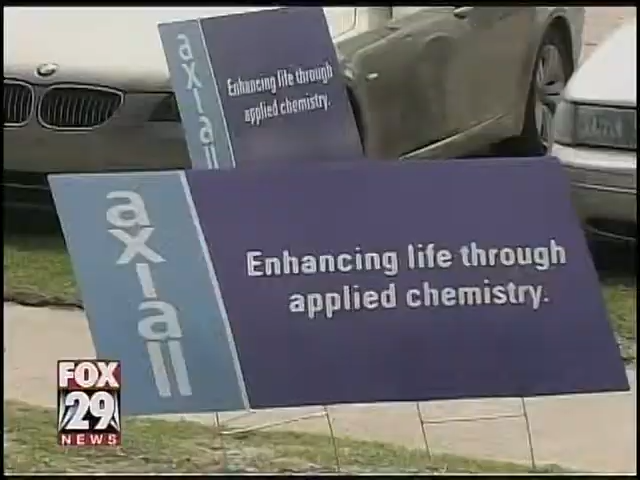 axiall
Enhancing life through
applied chemistry.
axiall
Enhancing life through
applied chemistry.
FOX
29
NEWS